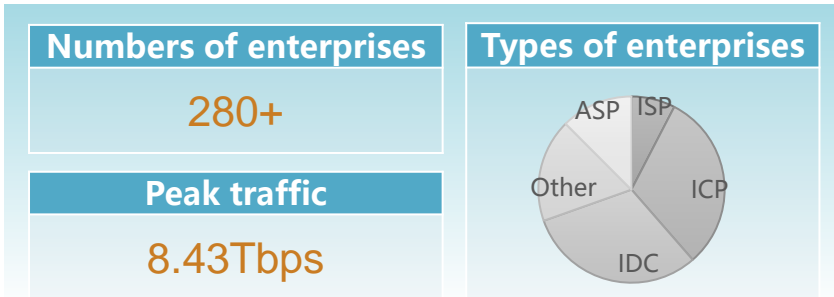 Numbers of enterprises
280+
Peak traffic
8.43Tbps
Types of enterprises
ASP
ISP
Other
ICP
IDC